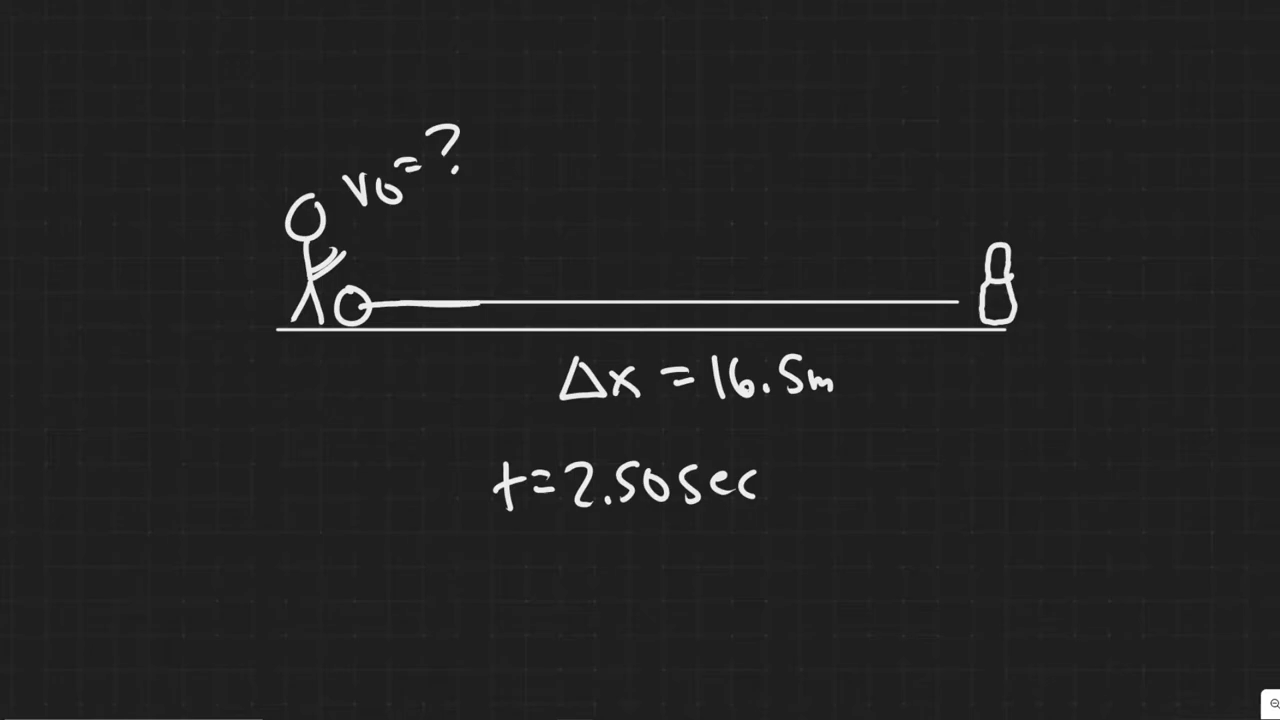 v0=?
Δx = 16.5m
t=2.50sec